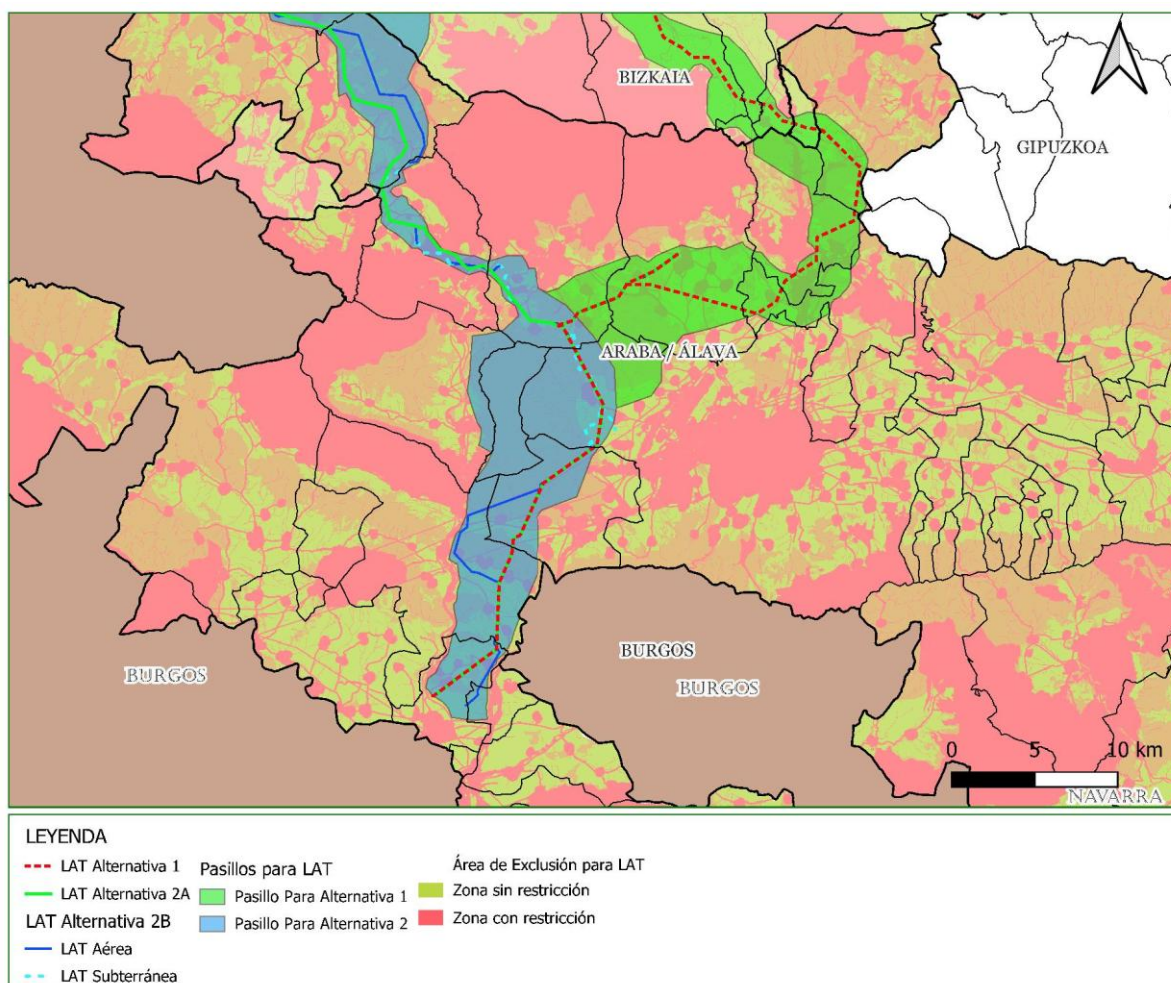 BIZKAIA
GIPUZKOA
ARABA / ÁLAVA
BURGOS
BURGOS
BURGOS
0 5 10 km
NAVARRA
LEYENDA
LAT Alternativa 1
LAT Alternativa 2A
LAT Alternativa 2B
LAT Aérea
LAT Subterránea
Pasillos para LAT
Pasillo Para Alternativa 1
Pasillo Para Alternativa 2
Área de Exclusión para LAT
Zona sin restricción
Zona con restricción